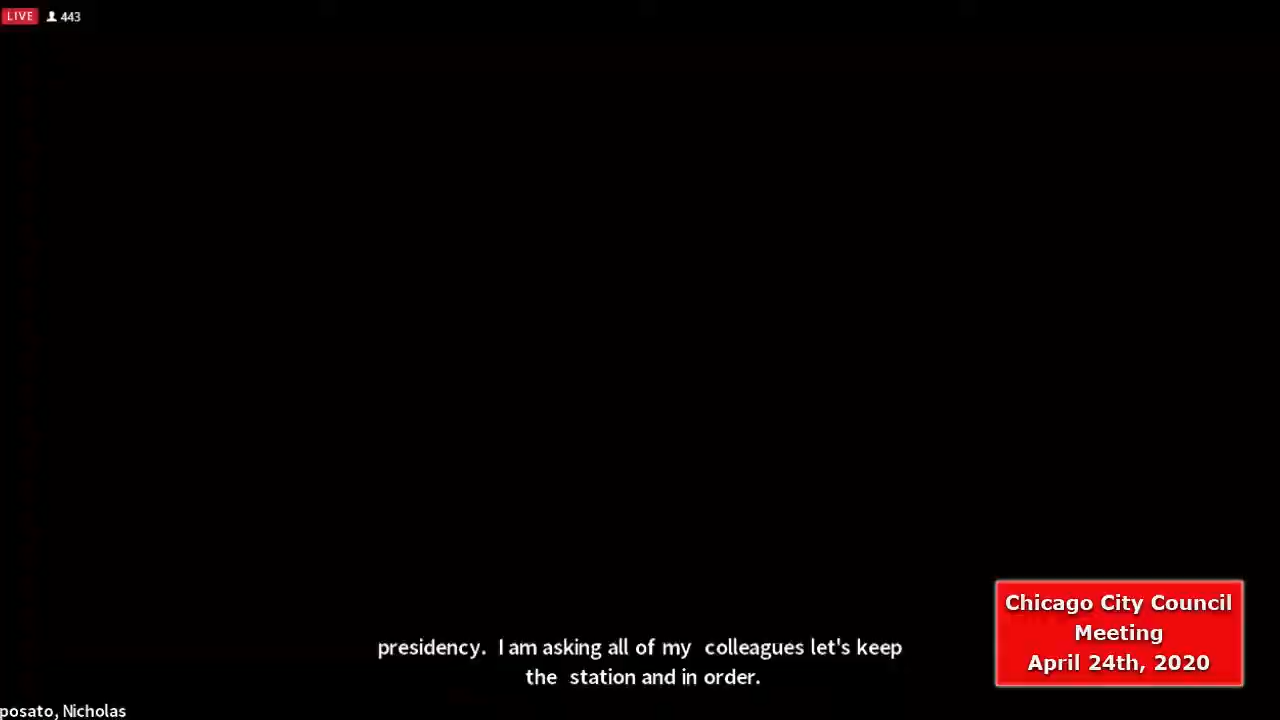 LIVE 443
presidency. I am asking all of my colleagues let's keep
the station and in order.
Chicago City Council
Meeting
April 24th, 2020
posato, Nicholas